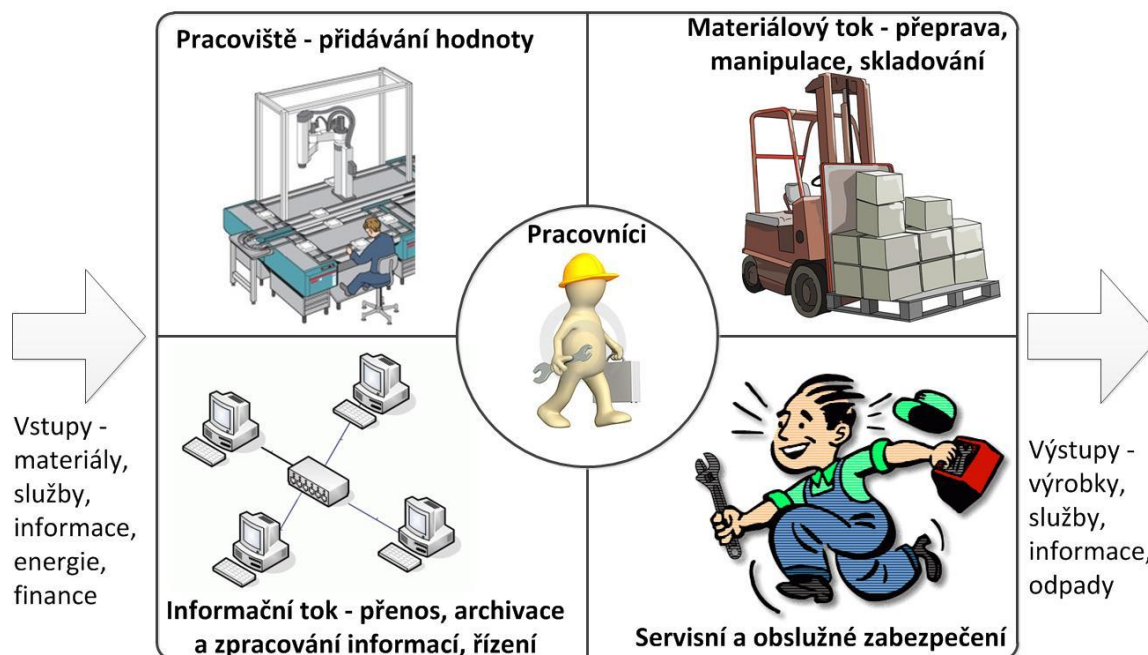 Pracoviště - přidávání hodnoty
Materiálový tok - přeprava,
manipulace, skladování
Pracovníci
Vstupy -
materiály,
služby,
informace,
energie,
finance
Výstupy -
výrobky,
služby,
informace,
odpady
Informační tok - přenos, archivace
a zpracování informací, řízení
Servisní a obslužné zabezpečení